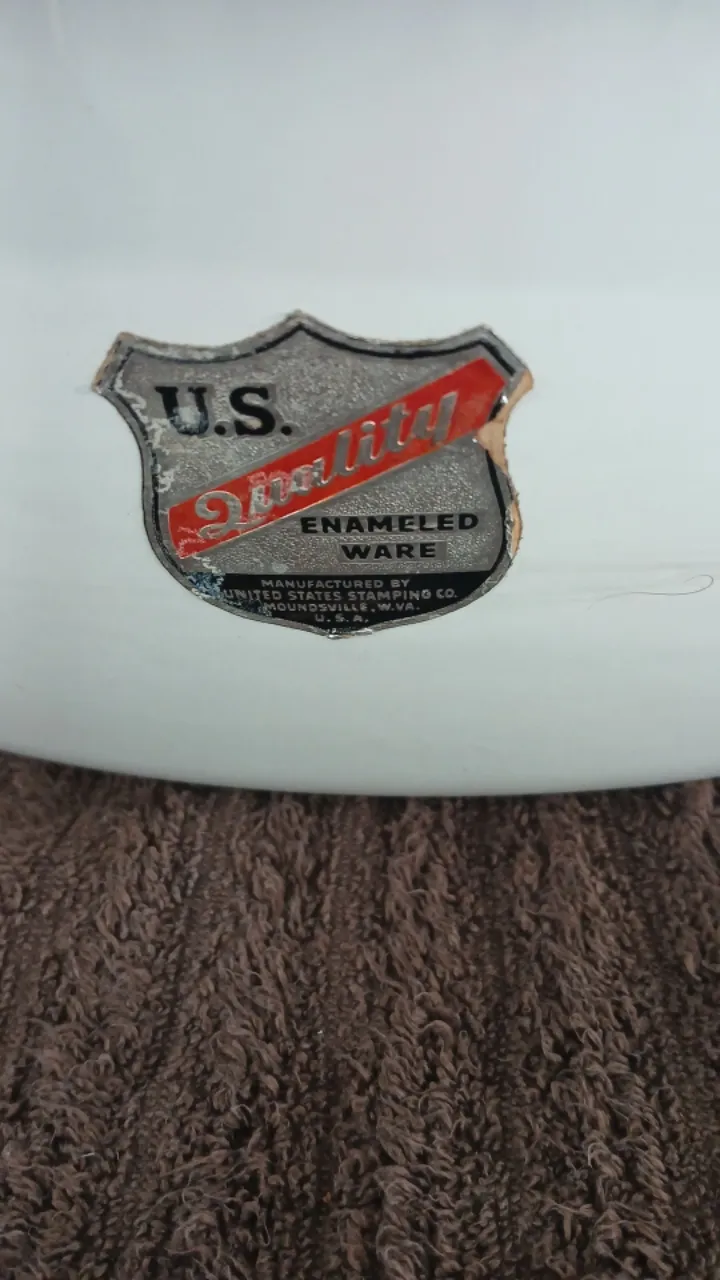 U.S.
Quality
ENAMELED
WARE
MANUFACTURED BY
UNITED STATES STAMPING CO.
MOUNDSVILLE, W.VA.
U.S.A.